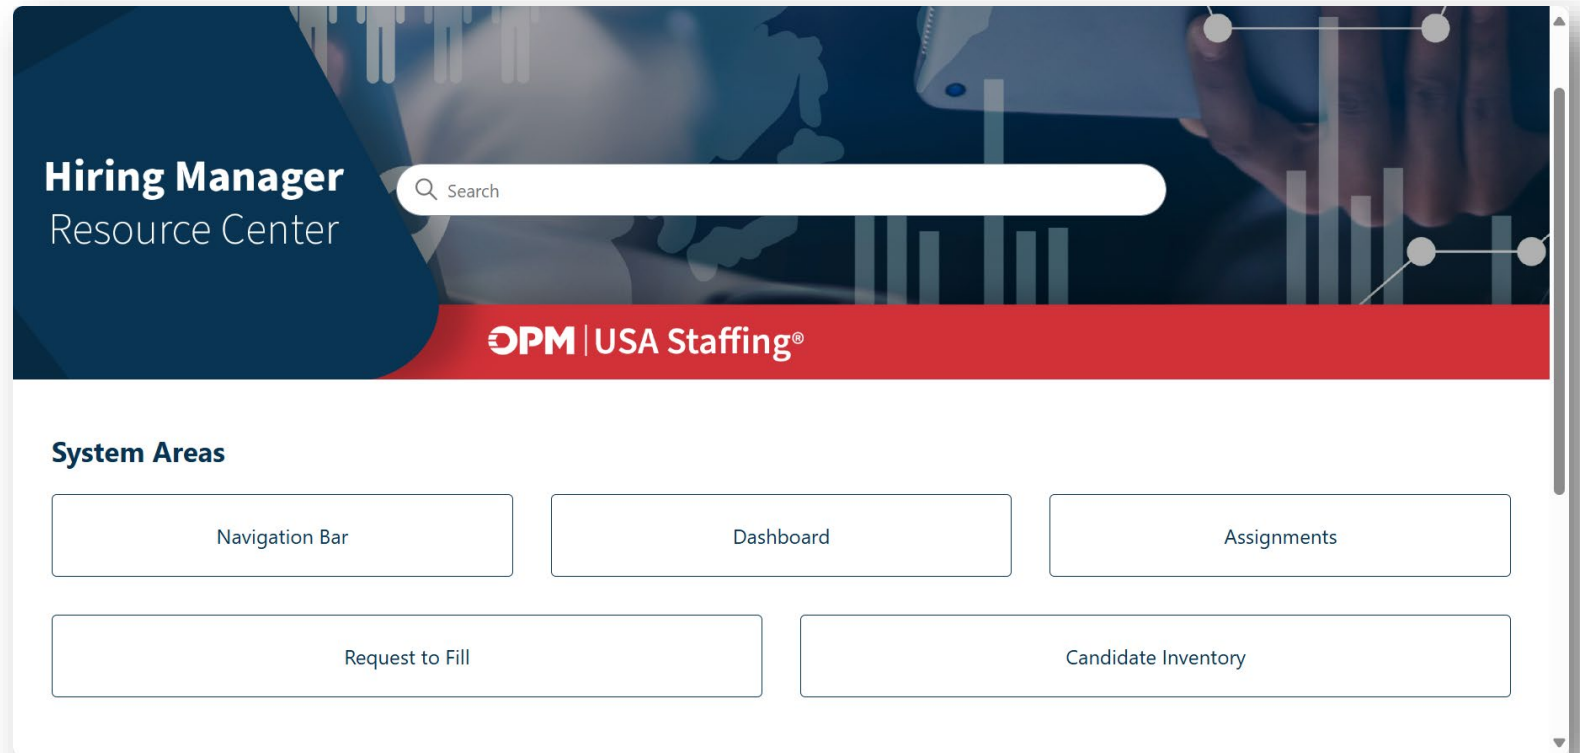 Hiring Manager
Resource Center
Search
OPM | USA Staffing®
System Areas
Navigation Bar
Dashboard
Assignments
Request to Fill
Candidate Inventory